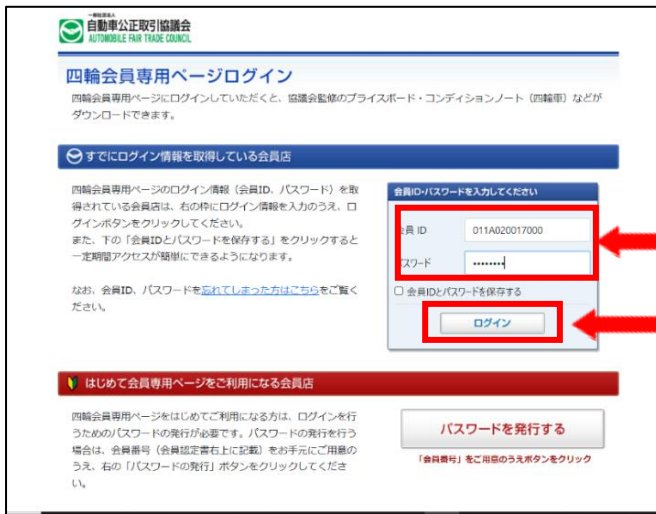 一般社団法人
自動車公正取引協議会
AUTOMOBILE FAIR TRADE COUNCIL
四輪会員専用ページログイン
四輪会員専用ページにログインしていただくと、協議会監修のプライスボード・コンディションノート（四輪車）などが
ダウンロードできます。
すでにログイン情報を取得している会員店
四輪会員専用ページのログイン情報（会員ID、パスワード）を取
得されている会員店は、右の枠にログイン情報を入力のうえ、ロ
グインボタンをクリックしてください。
また、下の「会員IDとパスワードを保存する」をクリックすると
一定期間アクセスが簡単にできるようになります。
なお、会員ID、パスワードを忘れてしまった方はこちらをご覧く
ださい。
会員ID・パスワードを入力してください
会員 ID 011A020017000
パスワード ••••••••
会員IDとパスワードを保存する
ログイン
はじめて会員専用ページをご利用になる会員店
四輪会員専用ページをはじめてご利用になる方は、ログインを行
うためのパスワードの発行が必要です。パスワードの発行を行う
場合は、会員番号（会員認定書右上に記載）をお手元にご用意の
うえ、右の「パスワードの発行」ボタンをクリックしてくださ
い。
パスワードを発行する
「会員番号」をご用意のうえボタンをクリック